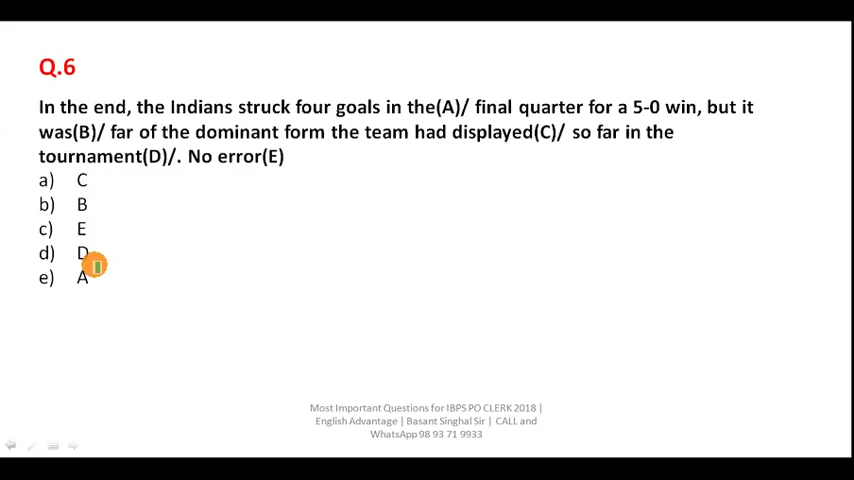 Q.6
In the end, the Indians struck four goals in the(A)/ final quarter for a 5-0 win, but it
was(B)/ far of the dominant form the team had displayed(C)/ so far in the
tournament(D)/. No error(E)
a) C
b) B
c) E
d) D
e) A
Most Important Questions for IBPS PO CLERK 2018 |
English Advantage | Basant Singhal Sir | CALL and
WhatsApp 98 93 71 9933